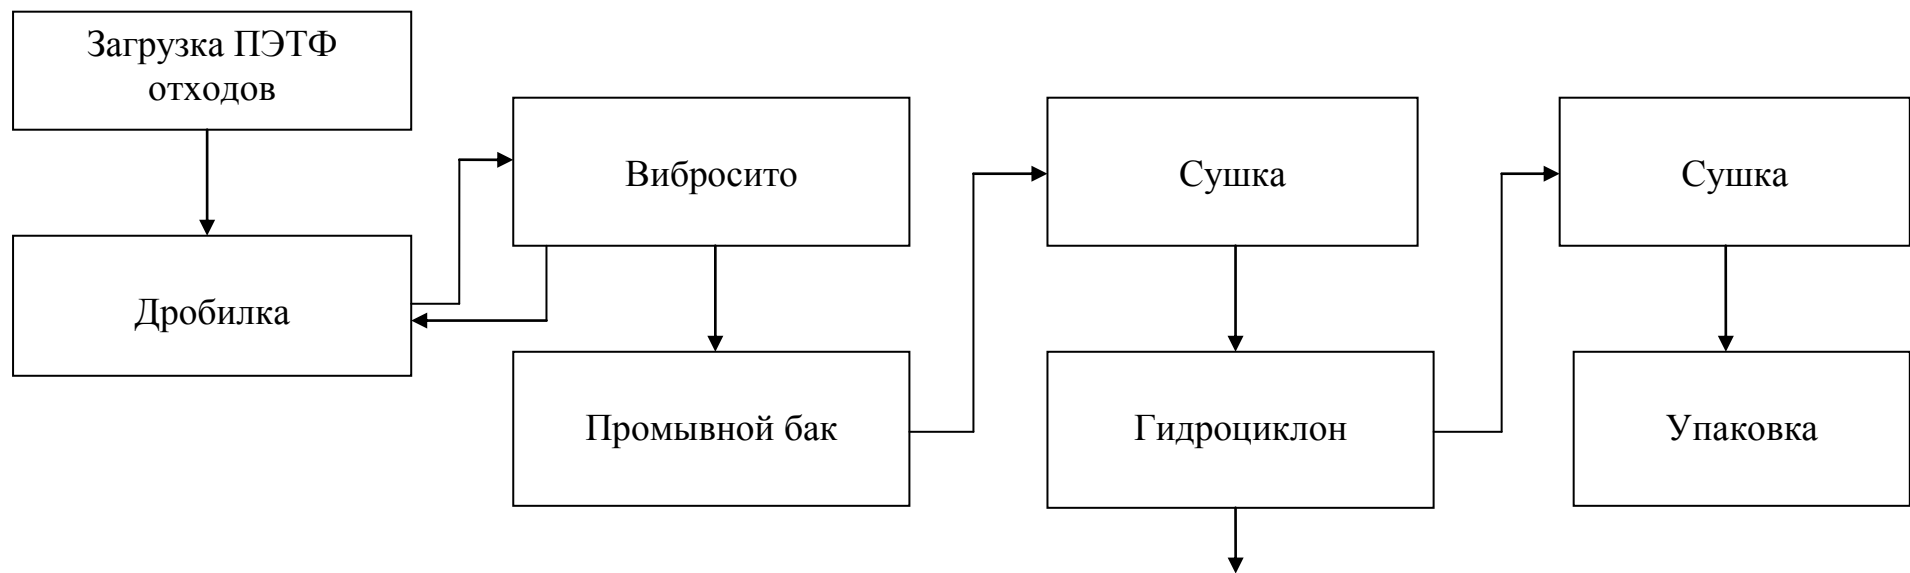 Загрузка ПЭТФ
отходов
Дробилка
Вибросито
Промывной бак
Сушка
Гидроциклон
Сушка
Упаковка